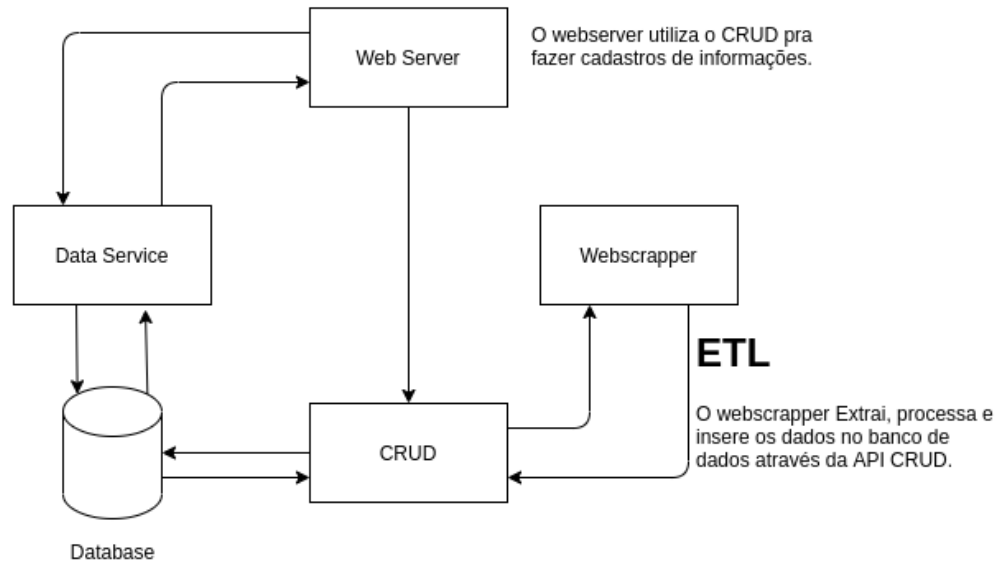 Web Server
O webserver utiliza o CRUD pra
fazer cadastros de informações.
Data Service
Webscrapper
ETL
O webscrapper Extrai, processa e
insere os dados no banco de
dados através da API CRUD.
CRUD
Database